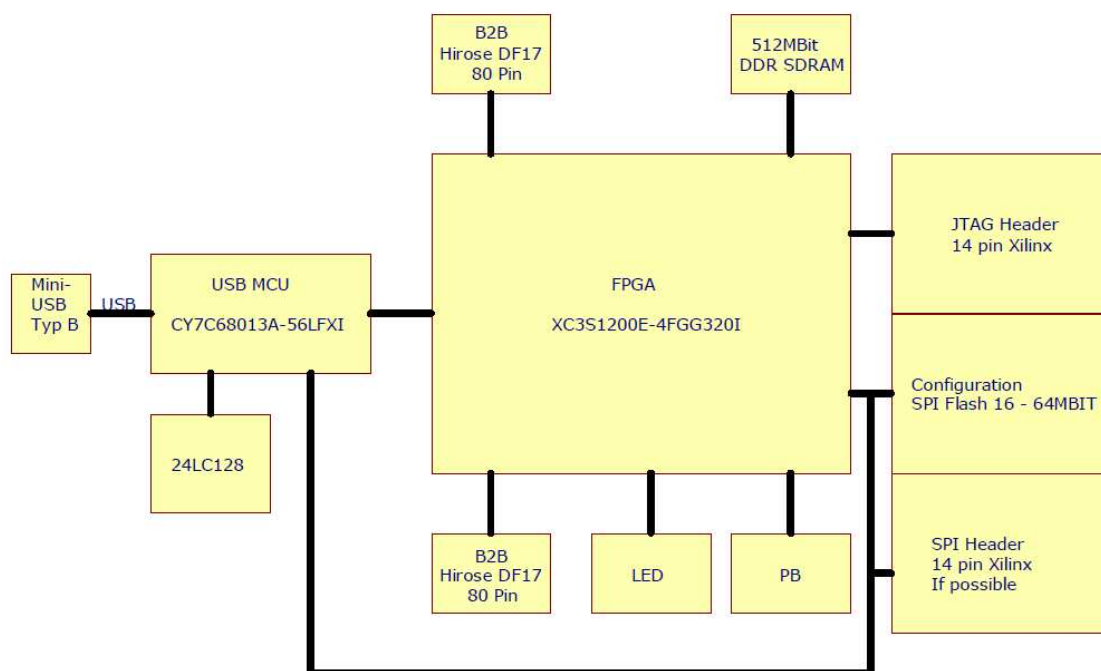 B2B
Hirose DF17
80 Pin
512MBit
DDR SDRAM
JTAG Header
14 pin Xilinx
Mini-
USB
Typ B
USB
USB MCU
CY7C68013A-56LFXI
FPGA
XC3S1200E-4FGG320I
Configuration
SPI Flash 16 - 64MBIT
24LC128
B2B
Hirose DF17
80 Pin
LED
PB
SPI Header
14 pin Xilinx
If possible